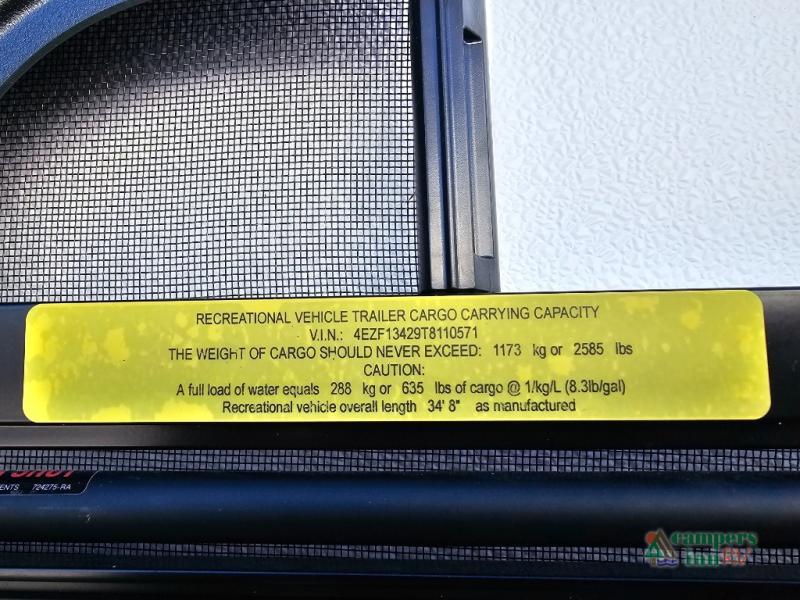 RECREATIONAL VEHICLE TRAILER CARGO CARRYING CAPACITY
V.I.N.: 4EZF13429T8110571
THE WEIGHT OF CARGO SHOULD NEVER EXCEED: 1173 kg or 2585 lbs
CAUTION:
A full load of water equals 288 kg or 635 lbs of cargo @ 1/kg/L (8.3lb/gal)
Recreational vehicle overall length 34' 8" as manufactured
724275-RA
campers
inn RV